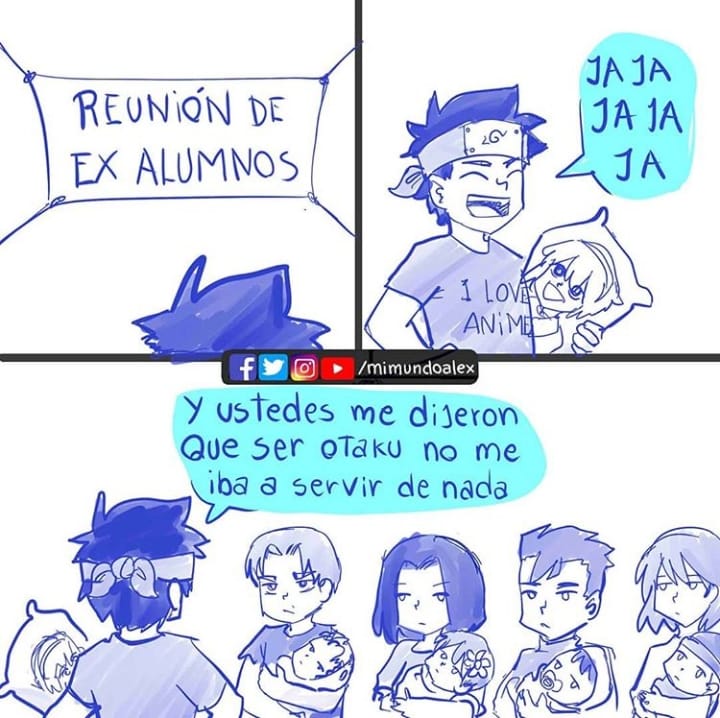 REUNIÓN DE
EX ALUMNOS
JA JA
JA JA
JA
LGV
I LOVE
ANIME
/mimundoalex
Y ustedes me dijeron
Que ser OTaku no me
iba a servir de nada